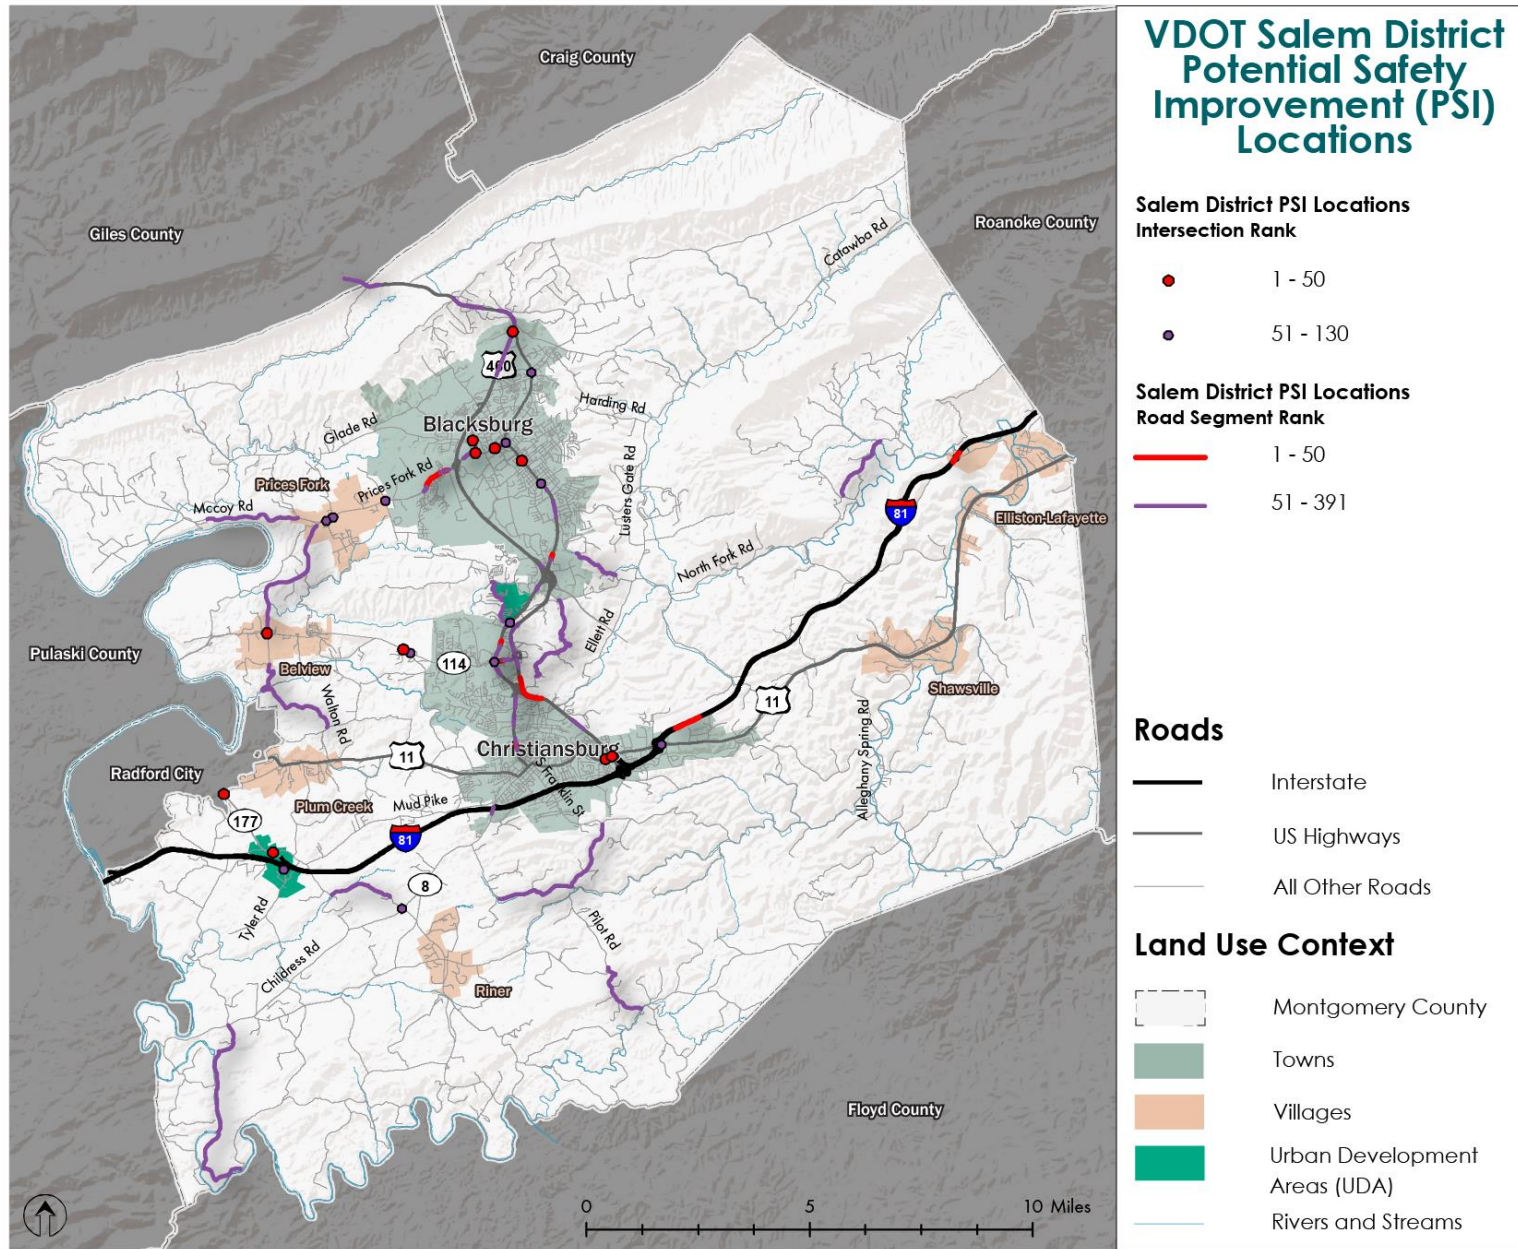 VDOT Salem District
Potential Safety
Improvement (PSI)
Locations
Salem District PSI Locations
Intersection Rank
1 - 50
51 - 130
Salem District PSI Locations
Road Segment Rank
1 - 50
51 - 391
Roads
Interstate
US Highways
All Other Roads
Land Use Context
Montgomery County
Towns
Villages
Urban Development
Areas (UDA)
Rivers and Streams
Craig County
Giles County
Roanoke County
Catawba Rd
460
Harding Rd
Glade Rd
Blacksburg
Prices Fork Rd
Lusters Gate Rd
Prices Fork
Mccoy Rd
81
Elliston-Lafayette
North Fork Rd
Ellett Rd
Pulaski County
Belview
114
Walton Rd
Shawsville
11
Alleghany Spring Rd
Christiansburg
11
S Franklin St
Radford City
Plum Creek
Mud Pike
177
81
8
Tyler Rd
Pilot Rd
Childress Rd
Riner
Floyd County
0 5 10 Miles